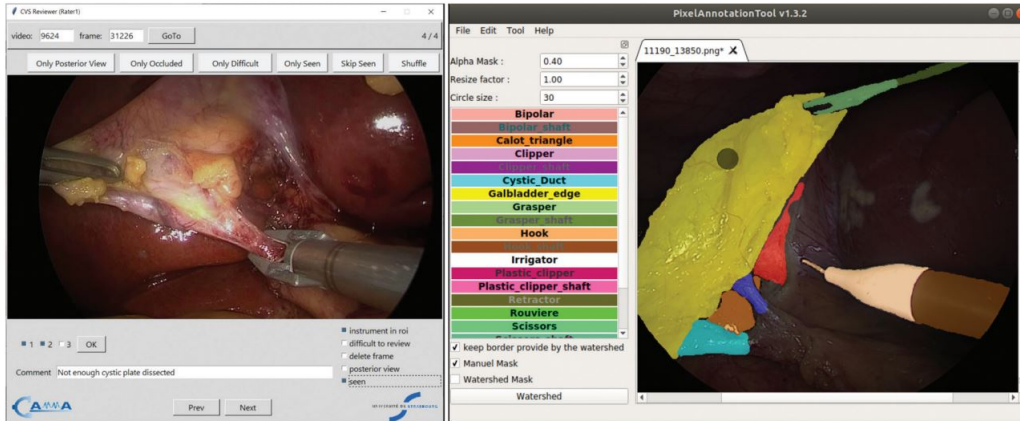 CVS Reviewer (Rater1)
video: 9624 frame: 31226 GoTo 4 / 4
Only Posterior View Only Occluded Only Difficult Only Seen Skip Seen Shuffle
1 2 3 OK
instrument in roi
difficult to review
delete frame
posterior view
seen
Comment Not enough cystic plate dissected
CAMMA
Prev Next
PixelAnnotationTool v1.3.2
File Edit Tool Help
11190_13850.png*
Alpha Mask : 0.40
Resize factor : 1.00
Circle size : 30
Bipolar
Bipolar_shaft
Calot_triangle
Clipper
Clipper_shaft
Cystic_Duct
Galbladder_edge
Grasper
Grasper_shaft
Hook
Hook_shaft
Irrigator
Plastic_clipper
Plastic_clipper_shaft
Retractor
Rouviere
Scissors
keep border provide by the watershed
Manuel Mask
Watershed Mask
Watershed